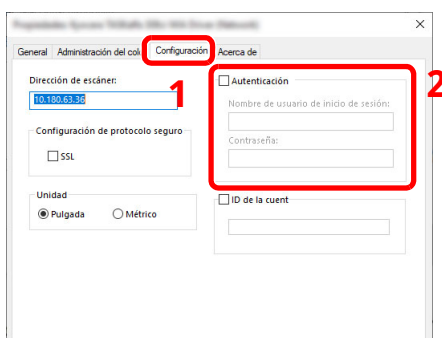 General Administración del colo Configuración Acerca de
1
2
Dirección de escáner:
10.180.63.36
Configuración de protocolo seguro
SSL
Unidad
Pulgada Métrico
Autenticación
Nombre de usuario de inicio de sesión:
Contraseña:
ID de la cuent